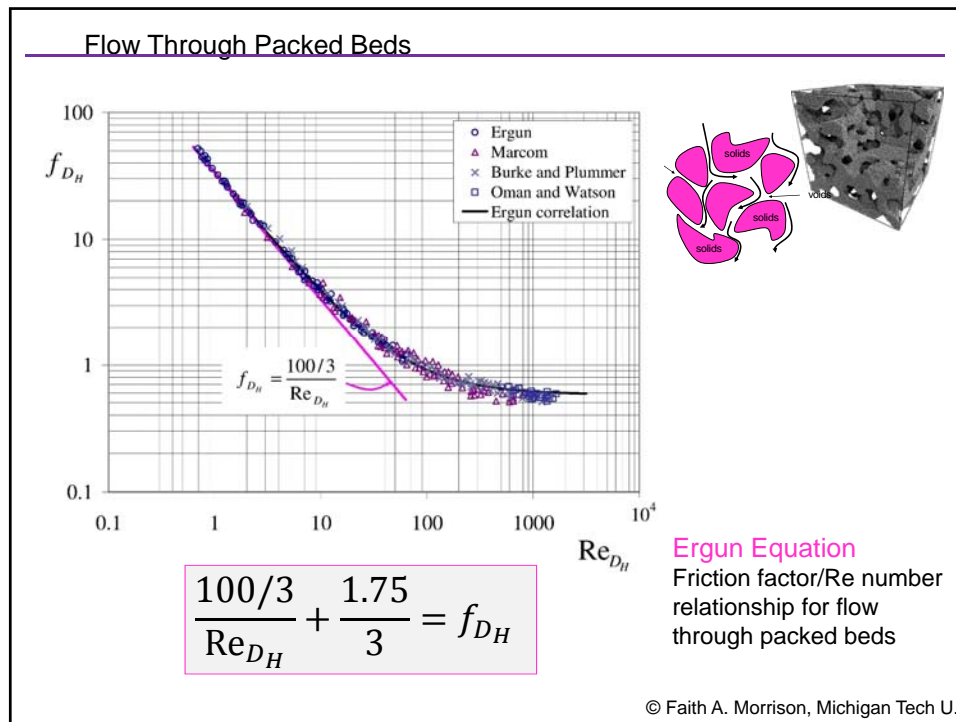 Flow Through Packed Beds
100
10
1
0.1
f_{D_H}
Ergun
Marcom
Burke and Plummer
Oman and Watson
Ergun correlation
f_{D_H} = \frac{100/3}{Re_{D_H}}
0.1 1 10 100 1000 10^4
Re_{D_H}
solids
voids
solids
solids
\frac{100/3}{Re_{D_H}} + \frac{1.75}{3} = f_{D_H}
Ergun Equation
Friction factor/Re number
relationship for flow
through packed beds
© Faith A. Morrison, Michigan Tech U.